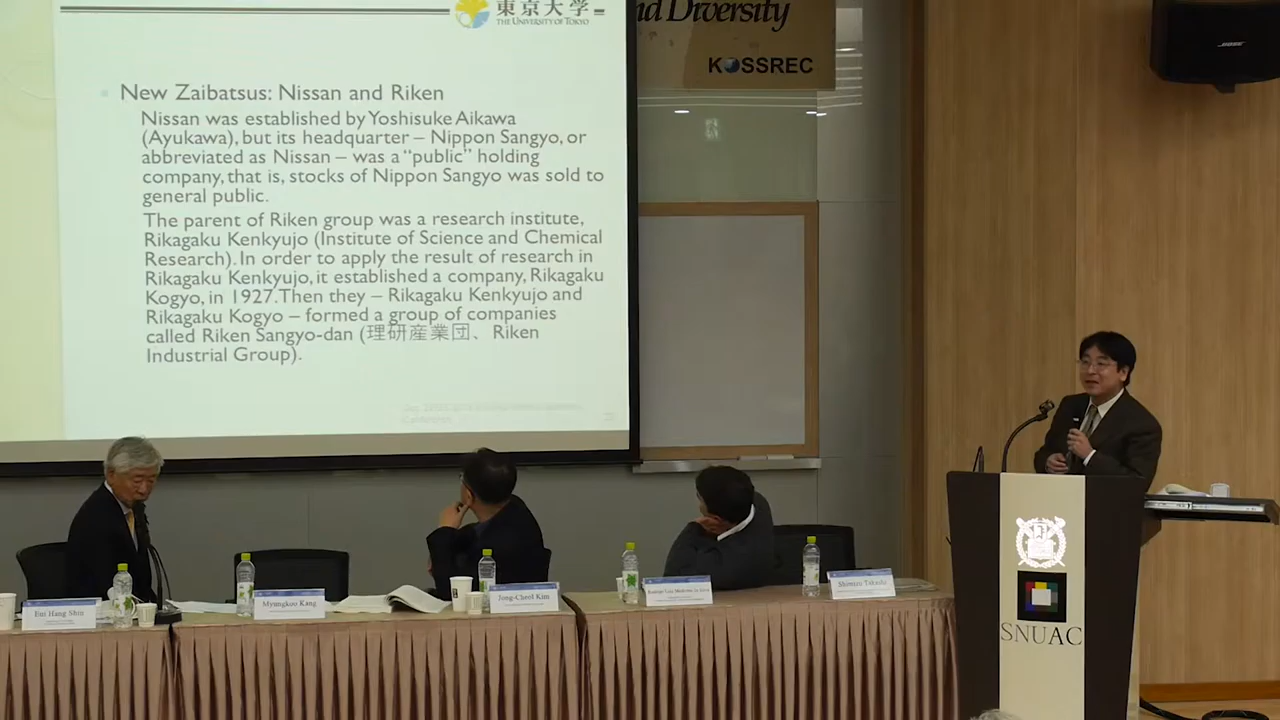 東京大学
THE UNIVERSITY OF TOKYO
nd Diversity
KOSSREC
BOSE
New Zaibatsus: Nissan and Riken
Nissan was established by Yoshisuke Aikawa
(Ayukawa), but its headquarter – Nippon Sangyo, or
abbreviated as Nissan – was a “public” holding
company, that is, stocks of Nippon Sangyo was sold to
general public.
The parent of Riken group was a research institute,
Rikagaku Kenkyujo (Institute of Science and Chemical
Research). In order to apply the result of research in
Rikagaku Kenkyujo, it established a company, Rikagaku
Kogyo, in 1927. Then they – Rikagaku Kenkyujo and
Rikagaku Kogyo – formed a group of companies
called Riken Sangyo-dan (理研産業団、 Riken
Industrial Group).
Eui Hang Shin
Myungkoo Kang
Jong-Cheol Kim
Shimizu Takashi
SNUAC